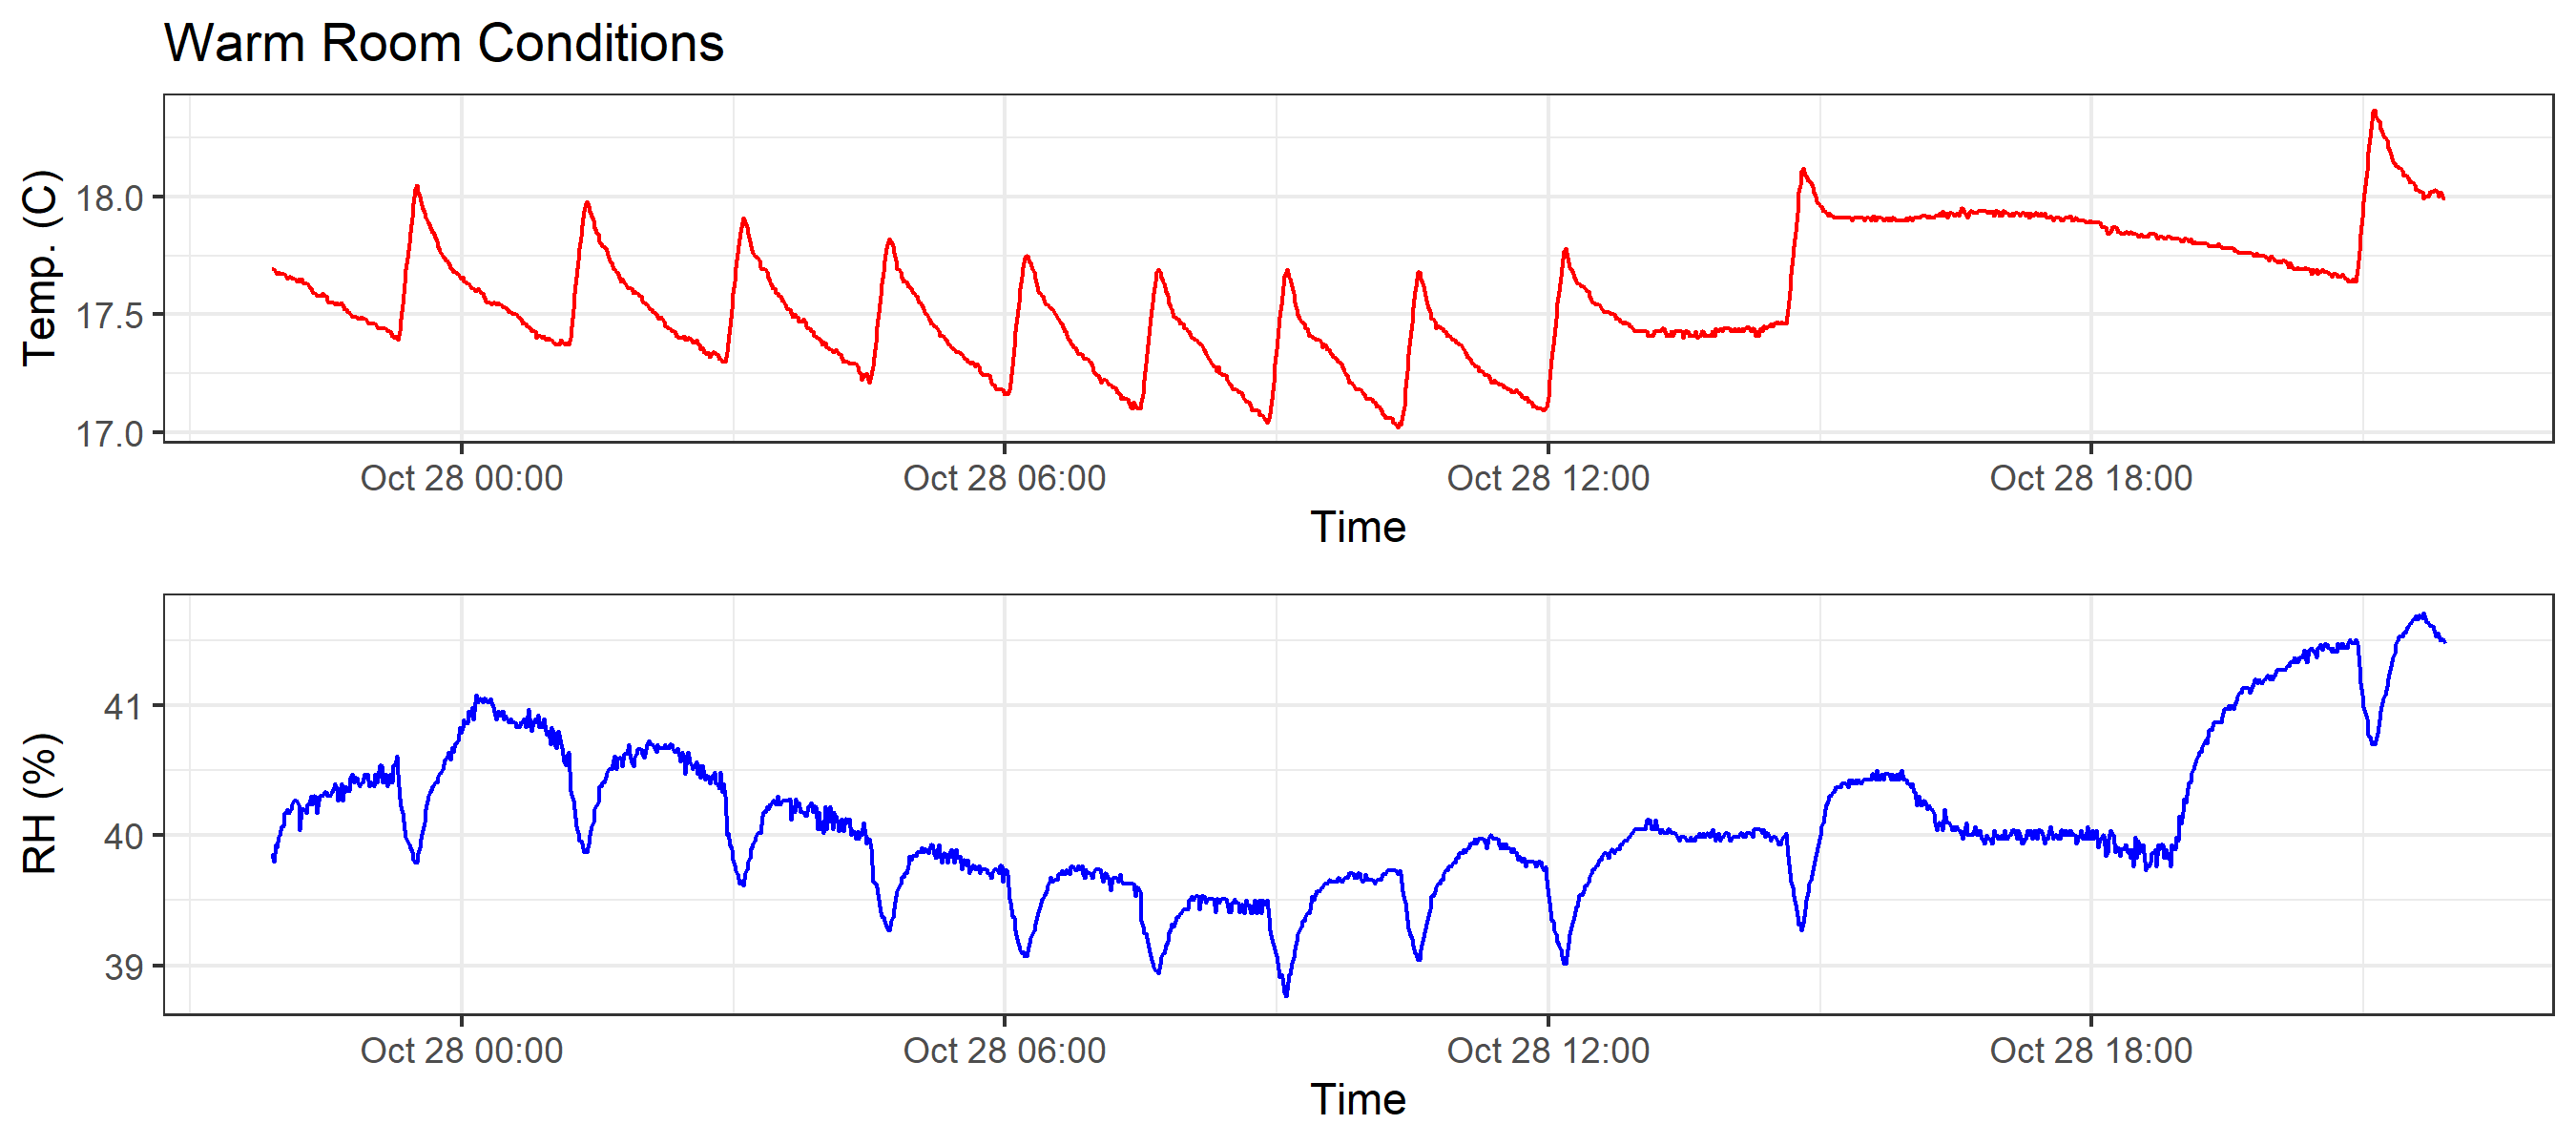 Warm Room Conditions
Temp. (C)
18.0
17.5
17.0
Oct 28 00:00 Oct 28 06:00 Oct 28 12:00 Oct 28 18:00
Time
RH (%)
41
40
39
Oct 28 00:00 Oct 28 06:00 Oct 28 12:00 Oct 28 18:00
Time